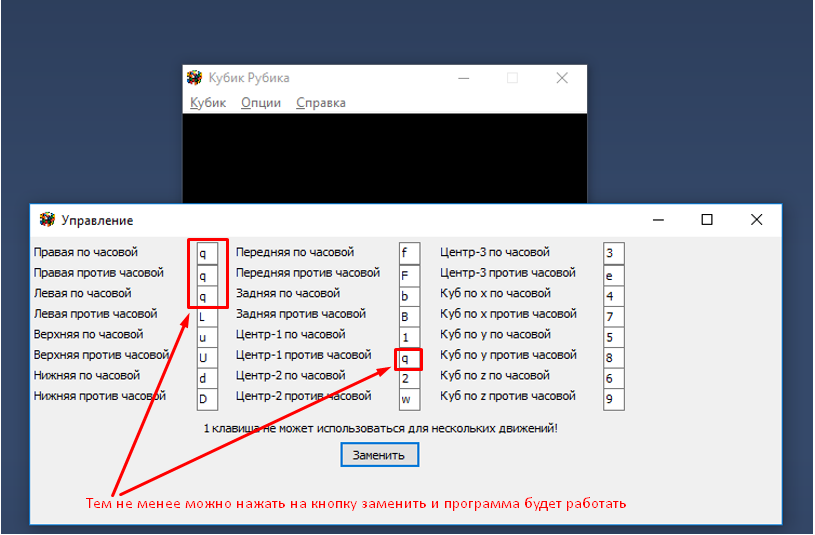 Кубик Рубика
Кубик Опции Справка
Управление
Правая по часовой q Передняя по часовой f Центр-3 по часовой 3
Правая против часовой q Передняя против часовой F Центр-3 против часовой e
Левая по часовой q Задняя по часовой b Куб по x по часовой 4
Левая против часовой L Задняя против часовой B Куб по x против часовой 7
Верхняя по часовой u Центр-1 по часовой 1 Куб по y по часовой 5
Верхняя против часовой U Центр-1 против часовой q Куб по y против часовой 8
Нижняя по часовой d Центр-2 по часовой 2 Куб по z по часовой 6
Нижняя против часовой D Центр-2 против часовой w Куб по z против часовой 9
1 клавиша не может использоваться для нескольких движений!
Заменить
Тем не менее можно нажать на кнопку заменить и программа будет работать